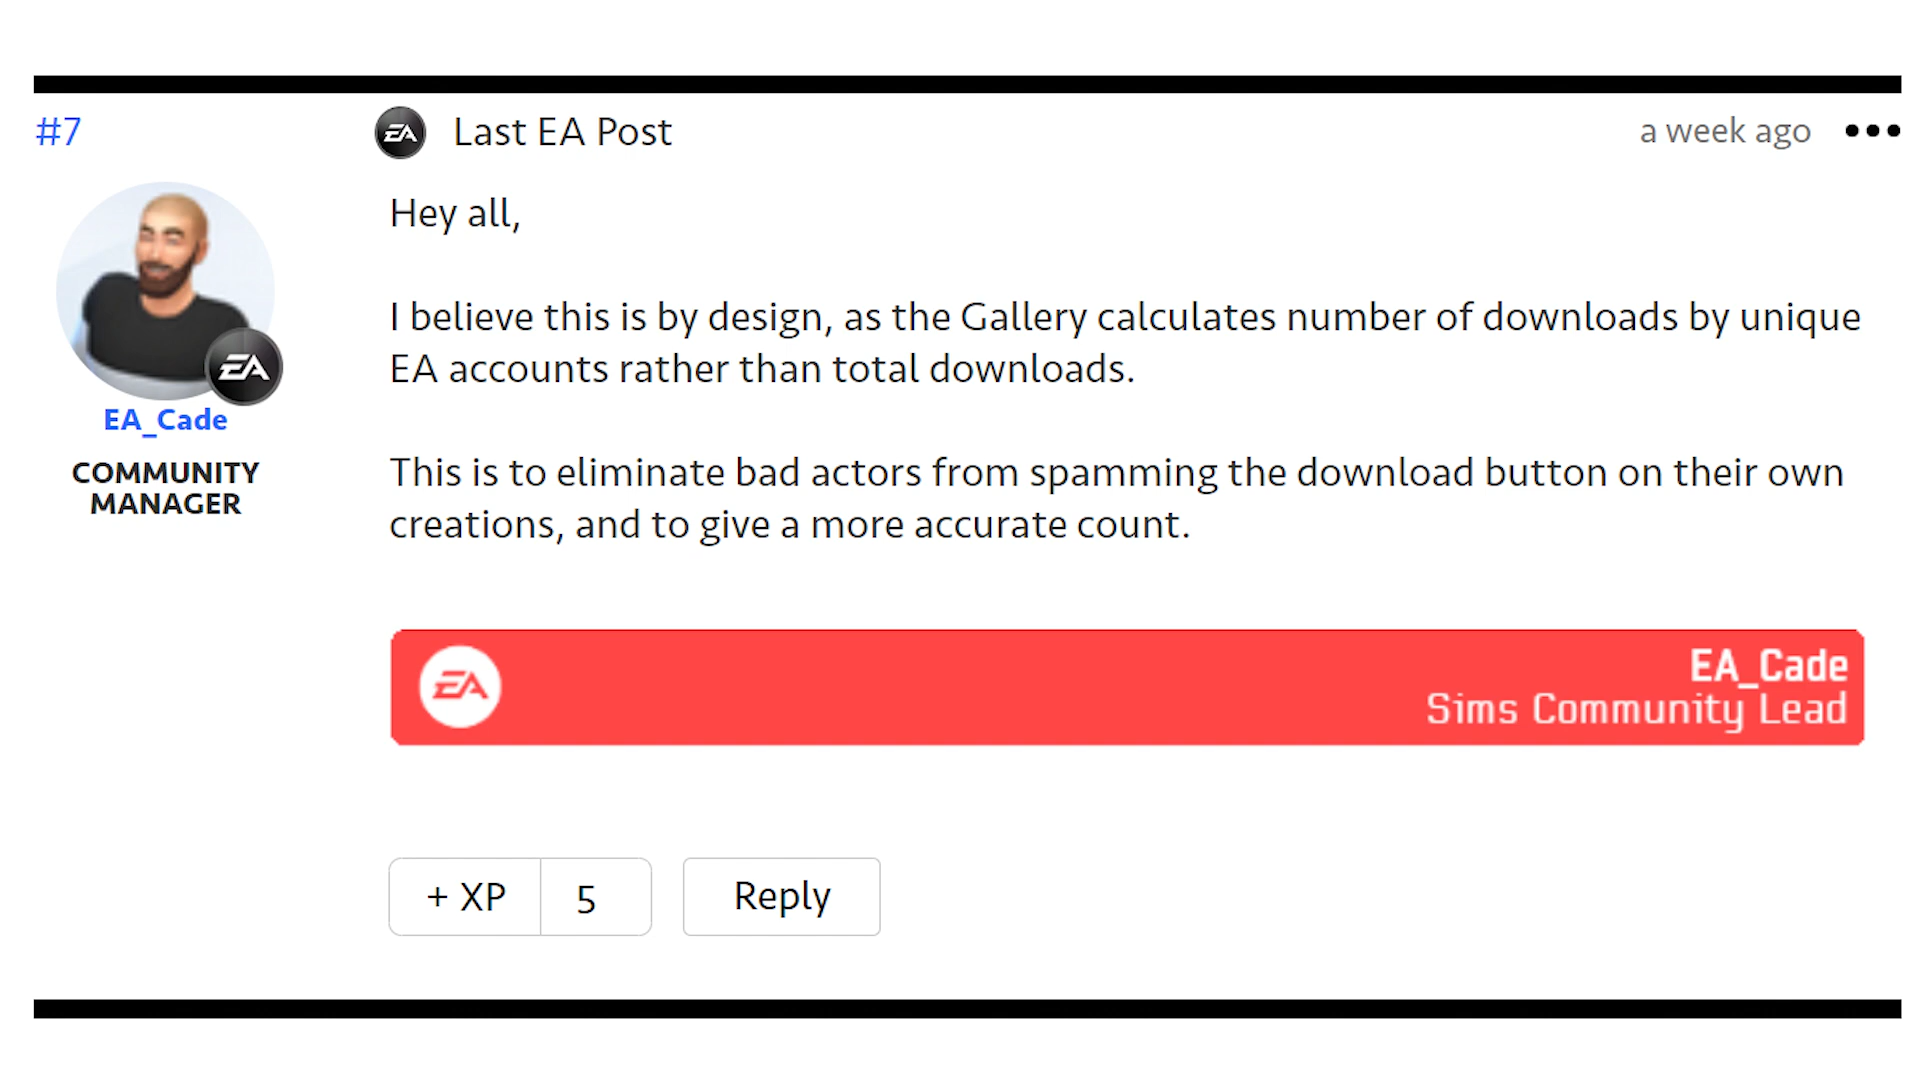 #7
EA Last EA Post
a week ago
Hey all,
I believe this is by design, as the Gallery calculates number of downloads by unique
EA accounts rather than total downloads.
EA
EA_Cade
COMMUNITY
MANAGER
This is to eliminate bad actors from spamming the download button on their own
creations, and to give a more accurate count.
EA
EA_Cade
Sims Community Lead
+ XP 5
Reply